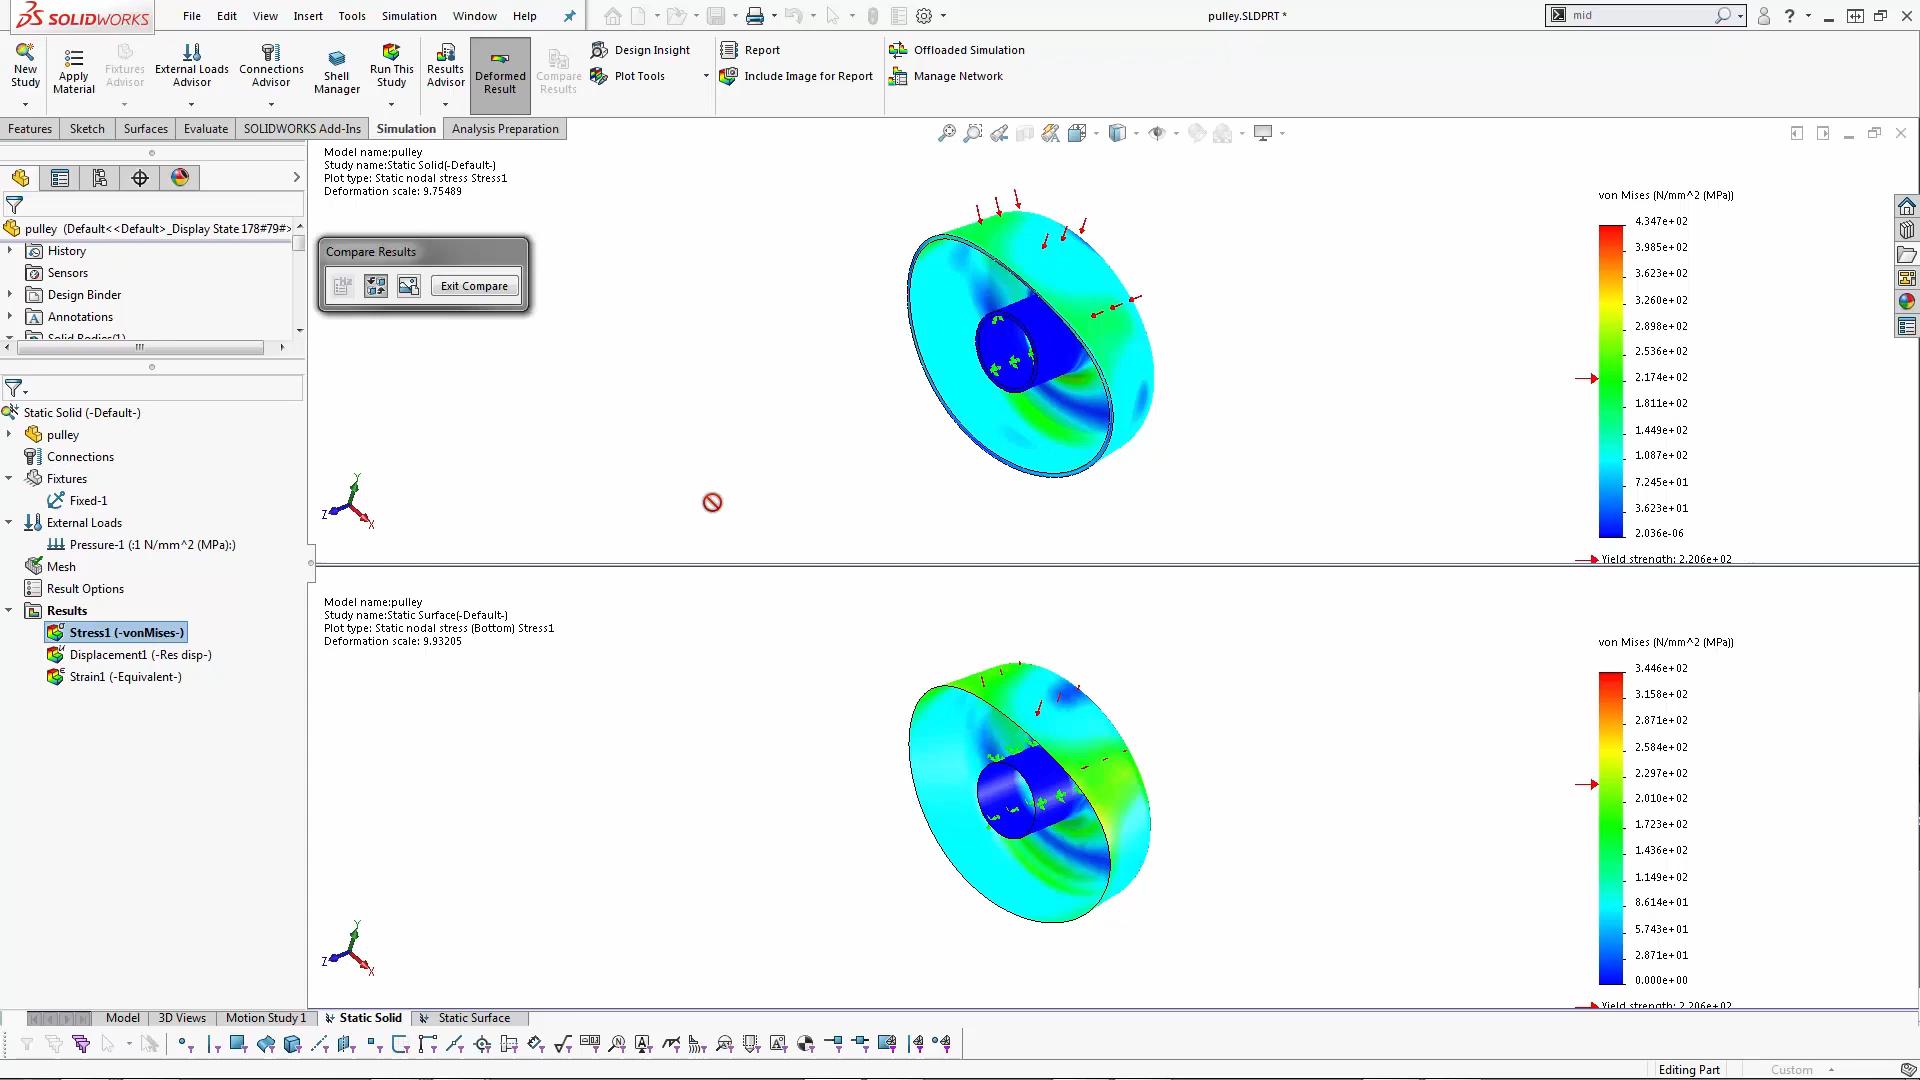 SOLIDWORKS
File Edit View Insert Tools Simulation Window Help
pulley.SLDPRT *
mid
New Study
Apply Material
Fixtures Advisor
External Loads Advisor
Connections Advisor
Shell Manager
Run This Study
Results Advisor
Deformed Result
Compare Results
Design Insight
Plot Tools
Report
Include Image for Report
Offloaded Simulation
Manage Network
Features Sketch Surfaces Evaluate SOLIDWORKS Add-Ins Simulation Analysis Preparation
pulley (Default<<Default>_Display State 178#79#>
History
Sensors
Design Binder
Annotations
Solid Bodies(1)
Static Solid (-Default-)
pulley
Connections
Fixtures
Fixed-1
External Loads
Pressure-1 (:1 N/mm^2 (MPa):)
Mesh
Result Options
Results
Stress1 (-vonMises-)
Displacement1 (-Res disp-)
Strain1 (-Equivalent-)
Model name:pulley
Study name:Static Solid(-Default-)
Plot type: Static nodal stress Stress1
Deformation scale: 9.75489
Compare Results
Exit Compare
Y
Z
X
von Mises (N/mm^2 (MPa))
4.347e+02
3.985e+02
3.623e+02
3.260e+02
2.898e+02
2.536e+02
2.174e+02
1.811e+02
1.449e+02
1.087e+02
7.245e+01
3.623e+01
2.036e-06
Yield strength: 2.206e+02
Model name:pulley
Study name:Static Surface(-Default-)
Plot type: Static nodal stress (Bottom) Stress1
Deformation scale: 9.93205
Y
Z
X
von Mises (N/mm^2 (MPa))
3.446e+02
3.158e+02
2.871e+02
2.584e+02
2.297e+02
2.010e+02
1.723e+02
1.436e+02
1.149e+02
8.614e+01
5.743e+01
2.871e+01
0.000e+00
Yield strength: 2.206e+02
Model 3D Views Motion Study 1 Static Solid Static Surface
Editing Part
Custom